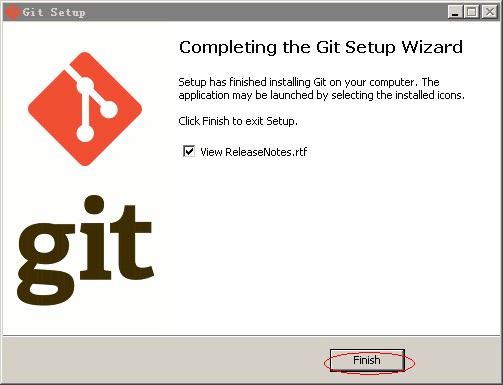 Git Setup
Completing the Git Setup Wizard
Setup has finished installing Git on your computer. The
application may be launched by selecting the installed icons.
Click Finish to exit Setup.
View ReleaseNotes.rtf
git
Finish